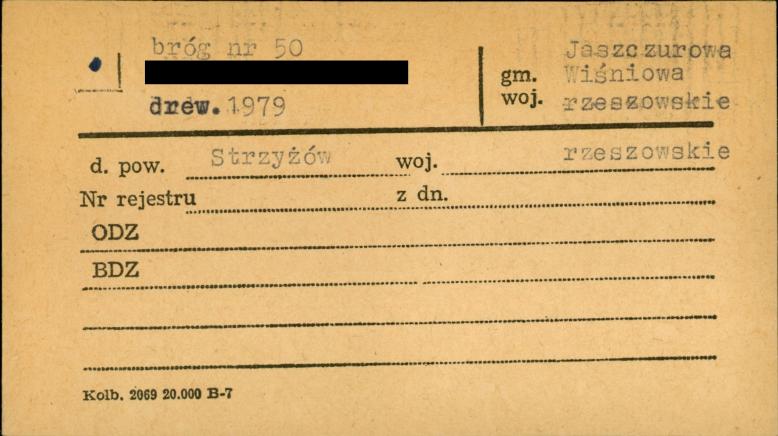 bróg nr 50
drew. 1979
Jaszczurowa
gm. Wiśniowa
woj. rzeszowskie
d. pow. Strzyżów woj. rzeszowskie
Nr rejestru z dn.
ODZ
BDZ
Kolb. 2069 20.000 B-7